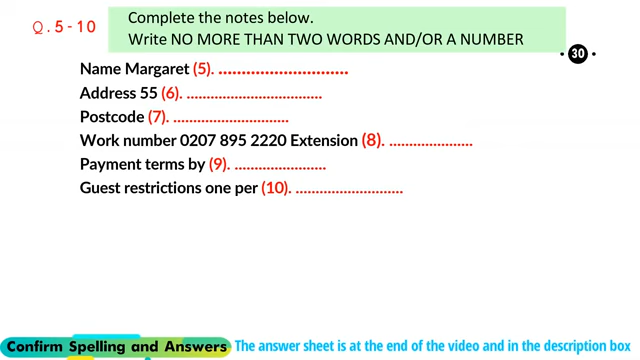 Q.5-10
Complete the notes below.
Write NO MORE THAN TWO WORDS AND/OR A NUMBER
30
Name Margaret (5). ............................
Address 55 (6). ..................................
Postcode (7). .............................
Work number 0207 895 2220 Extension (8). .....................
Payment terms by (9). .......................
Guest restrictions one per (10). ...........................
Confirm Spelling and Answers The answer sheet is at the end of the video and in the description box